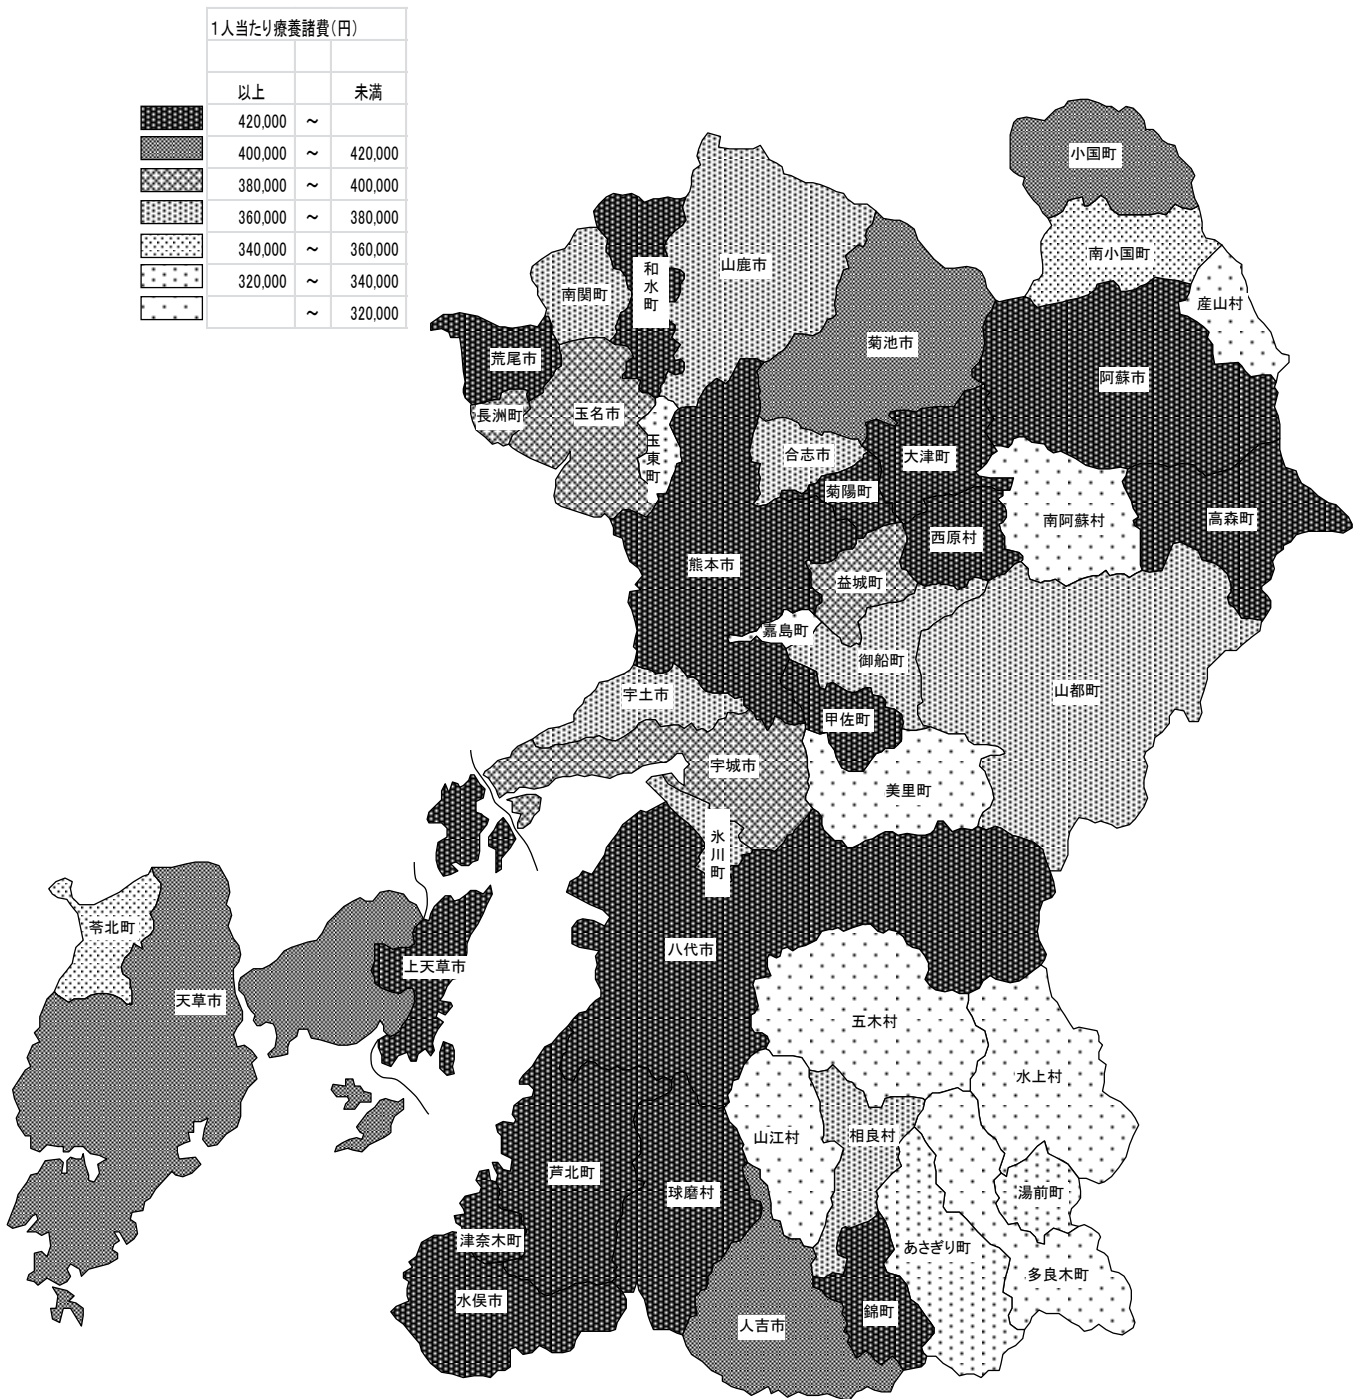 1人当たり療養諸費(円)
以上 未満
420,000 ～
400,000 ～ 420,000
380,000 ～ 400,000
360,000 ～ 380,000
340,000 ～ 360,000
320,000 ～ 340,000
～ 320,000
小国町
南小国町
産山村
山鹿市
和水町
南関町
菊池市
荒尾市
阿蘇市
長洲町
玉名市
玉東町
合志市
大津町
菊陽町
南阿蘇村
高森町
西原村
熊本市
益城町
嘉島町
御船町
山都町
宇土市
甲佐町
宇城市
美里町
氷川町
苓北町
八代市
上天草市
天草市
五木村
水上村
山江村
相良村
芦北町
球磨村
湯前町
津奈木町
あさぎり町
多良木町
水俣市
錦町
人吉市